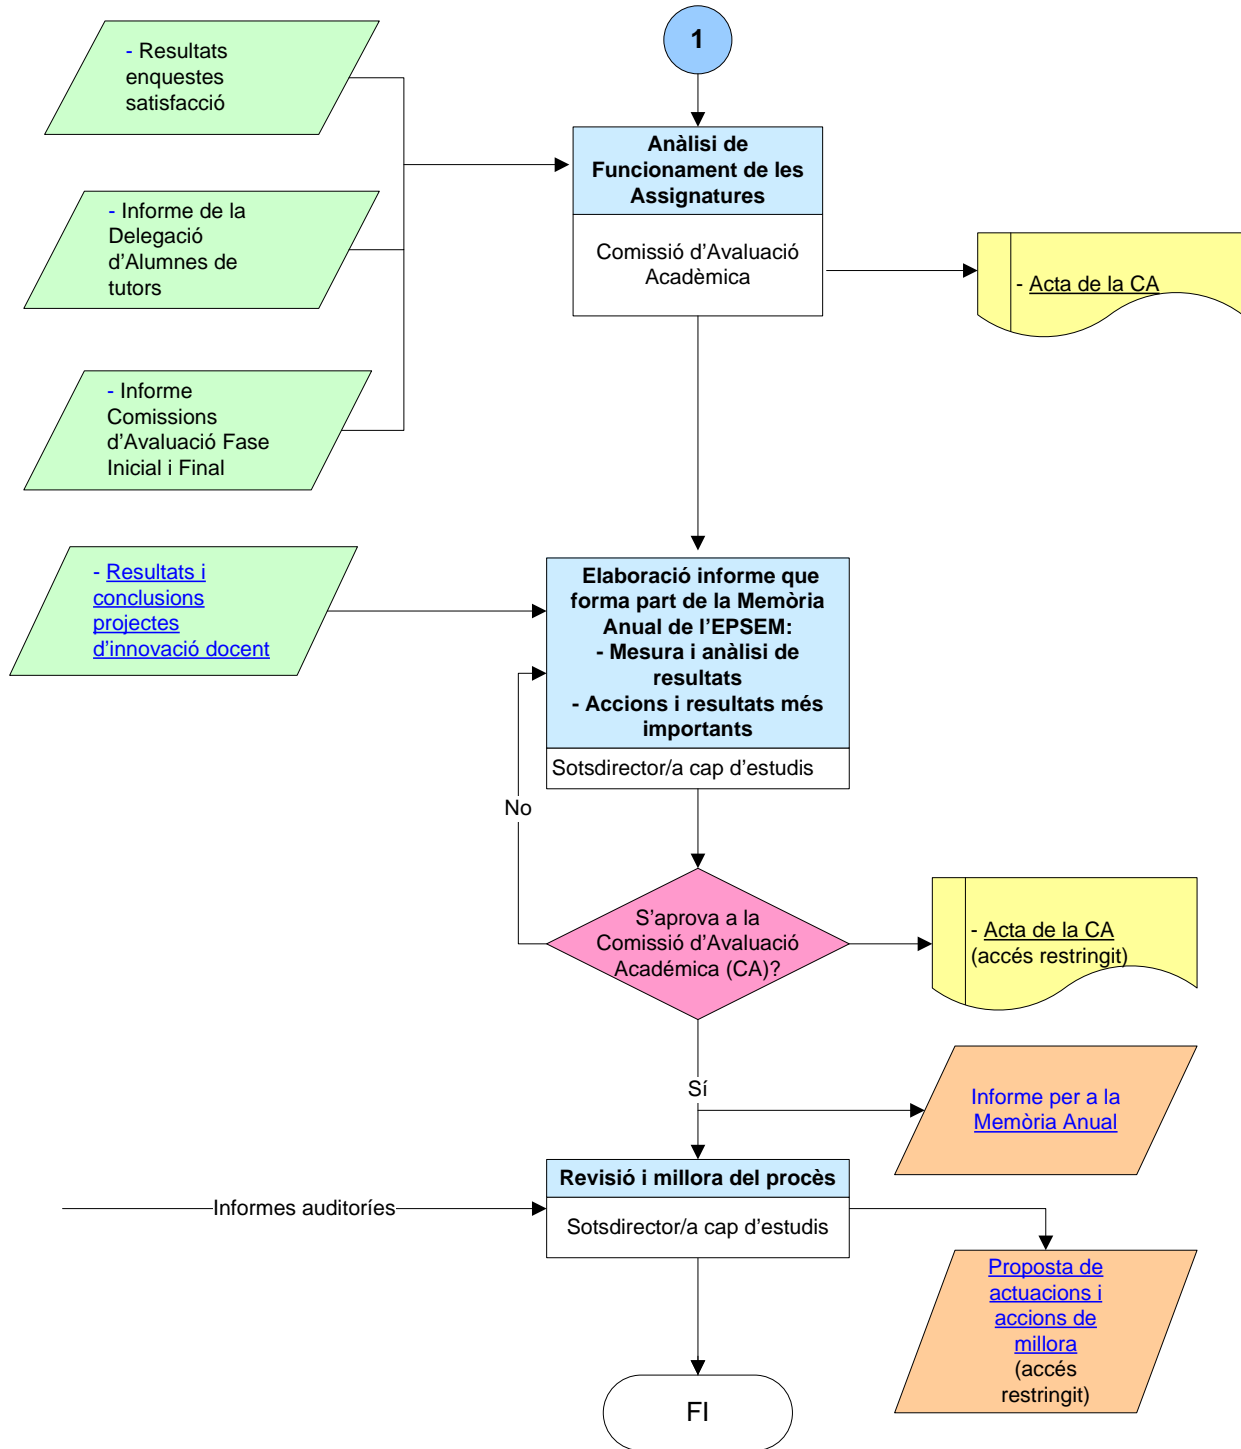 1
- Resultats
enquestes
satisfacció
Anàlisi de
Funcionament de les
Assignatures
Comissió d'Avaluació
Acadèmica
- Informe de la
Delegació
d'Alumnes de
tutors
- Acta de la CA
- Informe
Comissions
d'Avaluació Fase
Inicial i Final
- Resultats i
conclusions
projectes
d'innovació docent
Elaboració informe que
forma part de la Memòria
Anual de l'EPSEM:
- Mesura i anàlisi de
resultats
- Accions i resultats més
importants
Sotsdirector/a cap d'estudis
No
S'aprova a la
Comissió d'Avaluació
Académica (CA)?
- Acta de la CA
(accés restringit)
Sí
Informe per a la
Memòria Anual
Revisió i millora del procès
Informes auditoríes
Sotsdirector/a cap d'estudis
Proposta de
actuacions i
accions de
millora
(accés
restringit)
FI